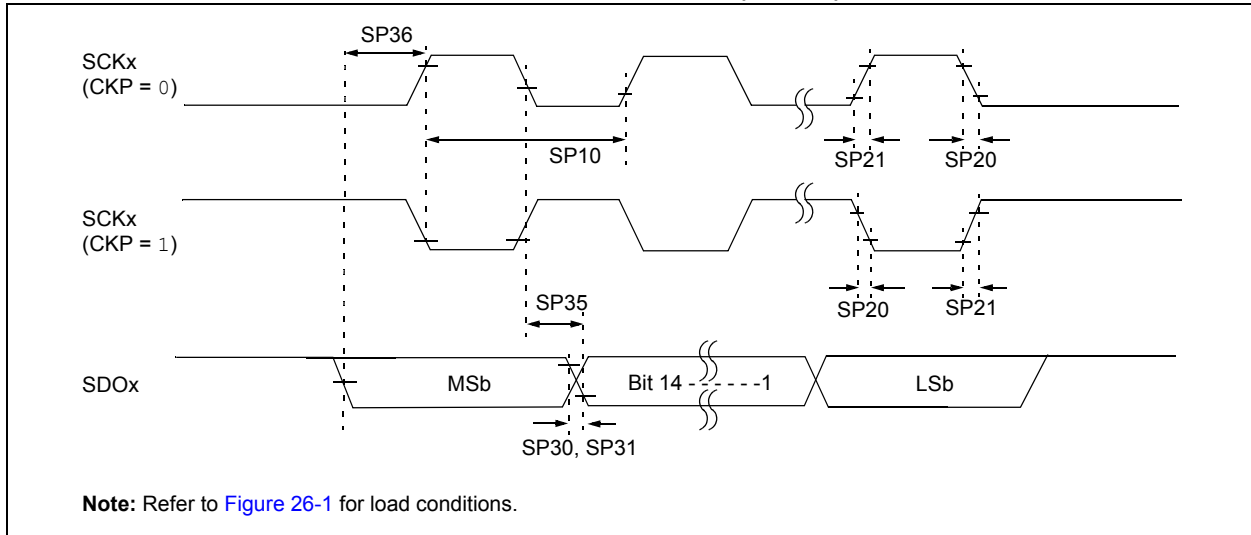 SP36
SCKx
(CKP = 0)
SP10
SP21
SP20
SCKx
(CKP = 1)
SP35
SP20
SP21
SDOx
MSb
Bit 14 - - - - - -1
LSb
SP30, SP31
Note: Refer to Figure 26-1 for load conditions.